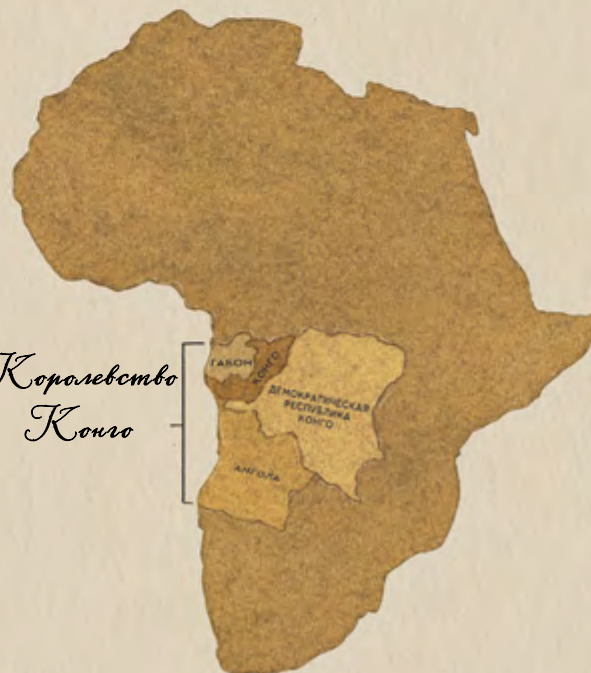 Королевство
Конго
ГАБОН
КОНГО
ДЕМОКРАТИЧЕСКАЯ
РЕСПУБЛИКА
КОНГО
АНГОЛА